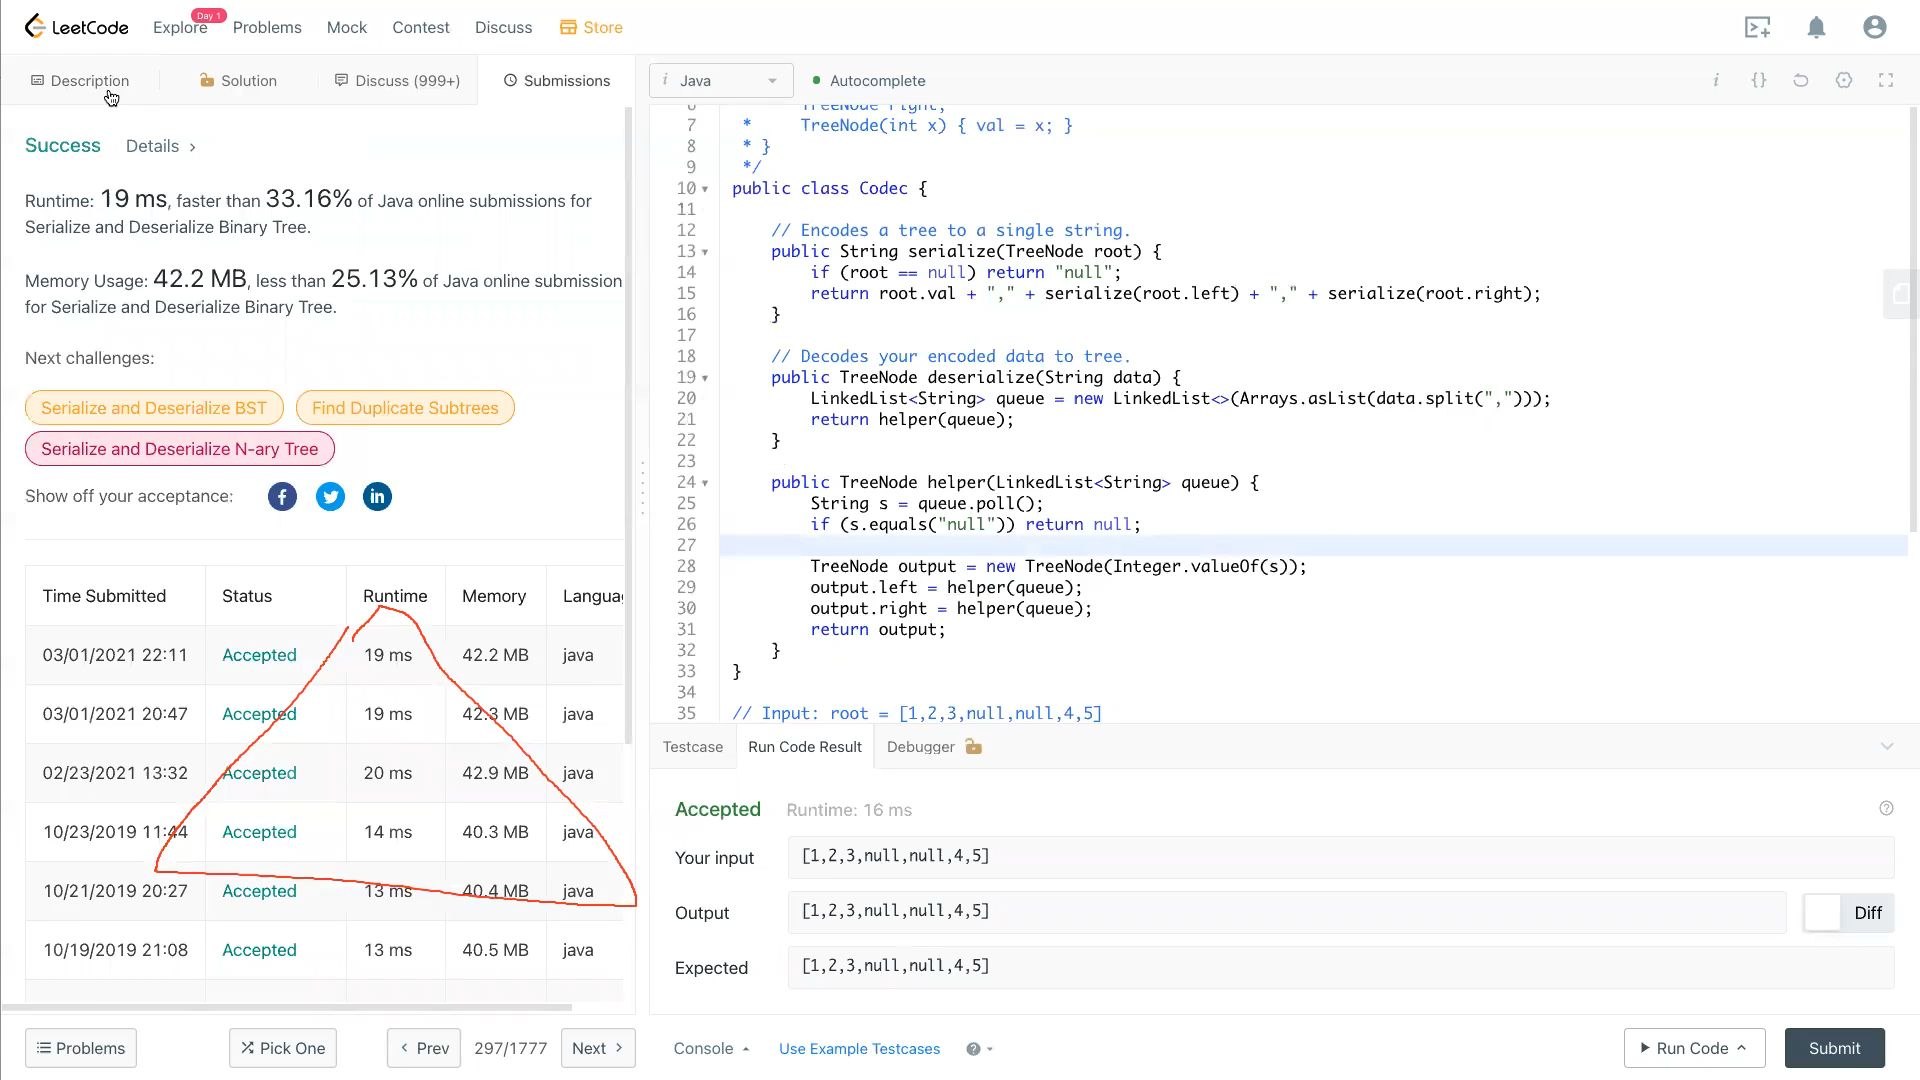 LeetCode
Explore
Day 1
Problems
Mock
Contest
Discuss
Store
Description
Solution
Discuss (999+)
Submissions
i Java
Autocomplete
Success
Details >
Runtime: 19 ms, faster than 33.16% of Java online submissions for
Serialize and Deserialize Binary Tree.
Memory Usage: 42.2 MB, less than 25.13% of Java online submission
for Serialize and Deserialize Binary Tree.
Next challenges:
Serialize and Deserialize BST
Find Duplicate Subtrees
Serialize and Deserialize N-ary Tree
Show off your acceptance:
Time Submitted Status Runtime Memory Langua
03/01/2021 22:11 Accepted 19 ms 42.2 MB java
03/01/2021 20:47 Accepted 19 ms 42.3 MB java
02/23/2021 13:32 Accepted 20 ms 42.9 MB java
10/23/2019 11:44 Accepted 14 ms 40.3 MB java
10/21/2019 20:27 Accepted 13 ms 40.4 MB java
10/19/2019 21:08 Accepted 13 ms 40.5 MB java
Problems
Pick One
< Prev
297/1777
Next >
6 TreeNode right;
7 * TreeNode(int x) { val = x; }
8 * }
9 */
10 public class Codec {
11
12 // Encodes a tree to a single string.
13 public String serialize(TreeNode root) {
14 if (root == null) return "null";
15 return root.val + "," + serialize(root.left) + "," + serialize(root.right);
16 }
17
18 // Decodes your encoded data to tree.
19 public TreeNode deserialize(String data) {
20 LinkedList<String> queue = new LinkedList<>(Arrays.asList(data.split(",")));
21 return helper(queue);
22 }
23
24 public TreeNode helper(LinkedList<String> queue) {
25 String s = queue.poll();
26 if (s.equals("null")) return null;
27
28 TreeNode output = new TreeNode(Integer.valueOf(s));
29 output.left = helper(queue);
30 output.right = helper(queue);
31 return output;
32 }
33 }
34
35 // Input: root = [1,2,3,null,null,4,5]
Testcase
Run Code Result
Debugger
Accepted
Runtime: 16 ms
Your input
[1,2,3,null,null,4,5]
Output
[1,2,3,null,null,4,5]
Diff
Expected
[1,2,3,null,null,4,5]
Console
Use Example Testcases
Run Code
Submit